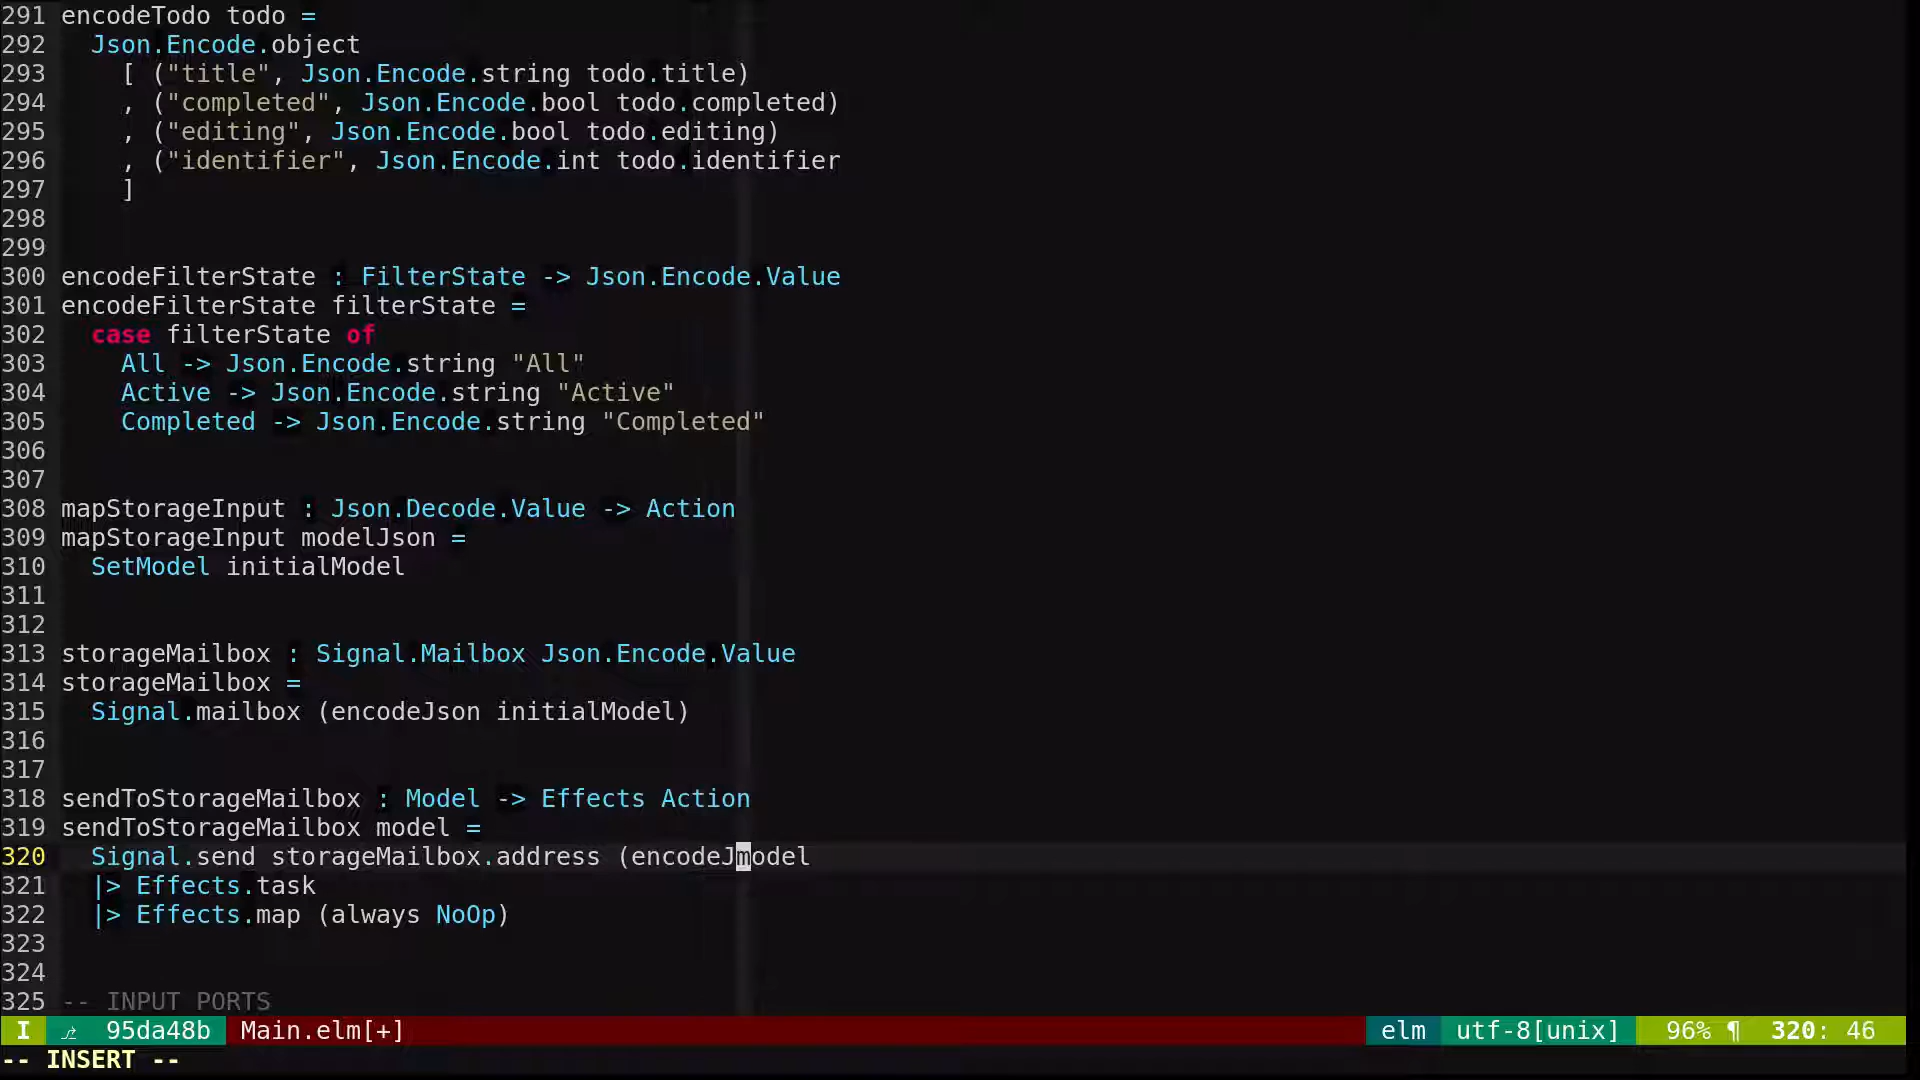 291 encodeTodo todo =
292   Json.Encode.object
293     [ ("title", Json.Encode.string todo.title)
294     , ("completed", Json.Encode.bool todo.completed)
295     , ("editing", Json.Encode.bool todo.editing)
296     , ("identifier", Json.Encode.int todo.identifier
297     ]
298
299
300 encodeFilterState : FilterState -> Json.Encode.Value
301 encodeFilterState filterState =
302   case filterState of
303     All -> Json.Encode.string "All"
304     Active -> Json.Encode.string "Active"
305     Completed -> Json.Encode.string "Completed"
306
307
308 mapStorageInput : Json.Decode.Value -> Action
309 mapStorageInput modelJson =
310   SetModel initialModel
311
312
313 storageMailbox : Signal.Mailbox Json.Encode.Value
314 storageMailbox =
315   Signal.mailbox (encodeJson initialModel)
316
317
318 sendToStorageMailbox : Model -> Effects Action
319 sendToStorageMailbox model =
320   Signal.send storageMailbox.address (encodeJmodel
321   |> Effects.task
322   |> Effects.map (always NoOp)
323
324
325 -- INPUT PORTS
I ⎇ 95da48b Main.elm[+] elm utf-8[unix] 96% ¶ 320: 46
-- INSERT --